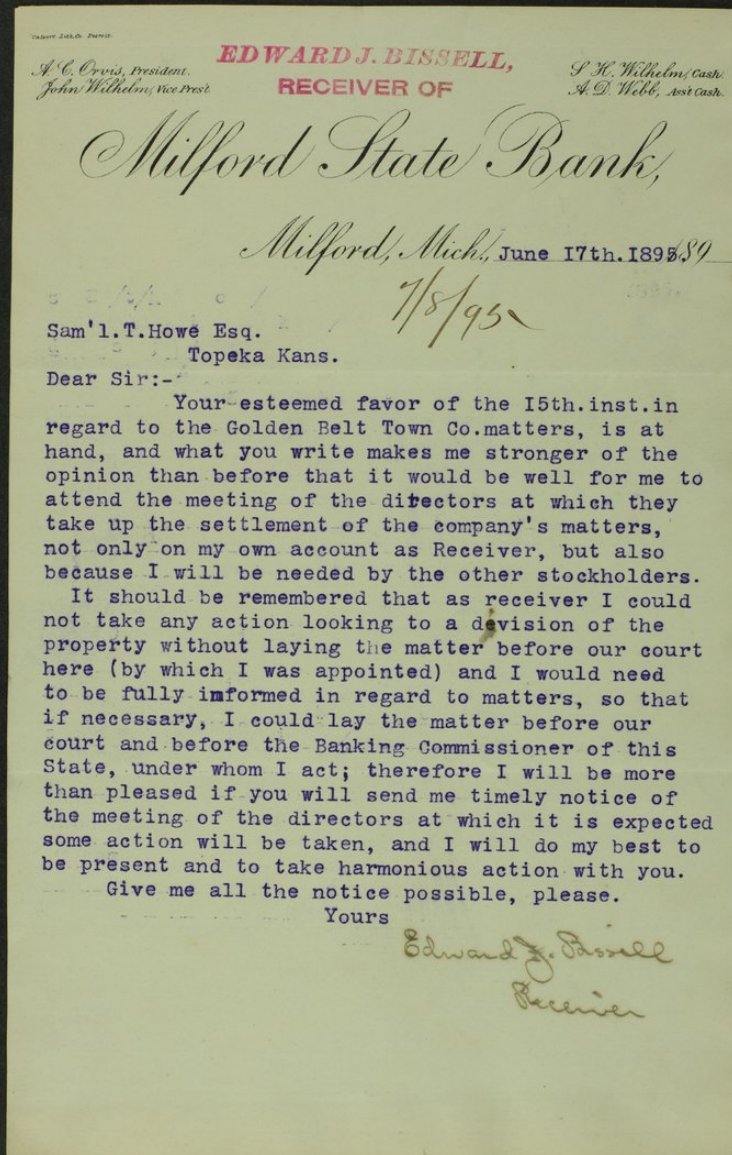 Calvert Lith.Co. Detroit.
EDWARD J. BISSELL,
RECEIVER OF
A. C. Orvis, President.
John Wilhelm, Vice Pres't.
S. H. Wilhelm, Cash.
A. D. Webb, Ass't Cash.
Milford State Bank,
Milford, Mich., June 17th.1895 189
7/8/95
Sam'l.T.Howe Esq.
Topeka Kans.
Dear Sir:-
Your esteemed favor of the I5th.inst.in
regard to the Golden Belt Town Co.matters, is at
hand, and what you write makes me stronger of the
opinion than before that it would be well for me to
attend the meeting of the directors at which they
take up the settlement of the company's matters,
not only on my own account as Receiver, but also
because I will be needed by the other stockholders.
It should be remembered that as receiver I could
not take any action looking to a devision of the
property without laying the matter before our court
here (by which I was appointed) and I would need
to be fully informed in regard to matters, so that
if necessary, I could lay the matter before our
court and before the Banking Commissioner of this
State, under whom I act; therefore I will be more
than pleased if you will send me timely notice of
the meeting of the directors at which it is expected
some action will be taken, and I will do my best to
be present and to take harmonious action with you.
Give me all the notice possible, please.
Yours
Edward J. Bissell
Receiver